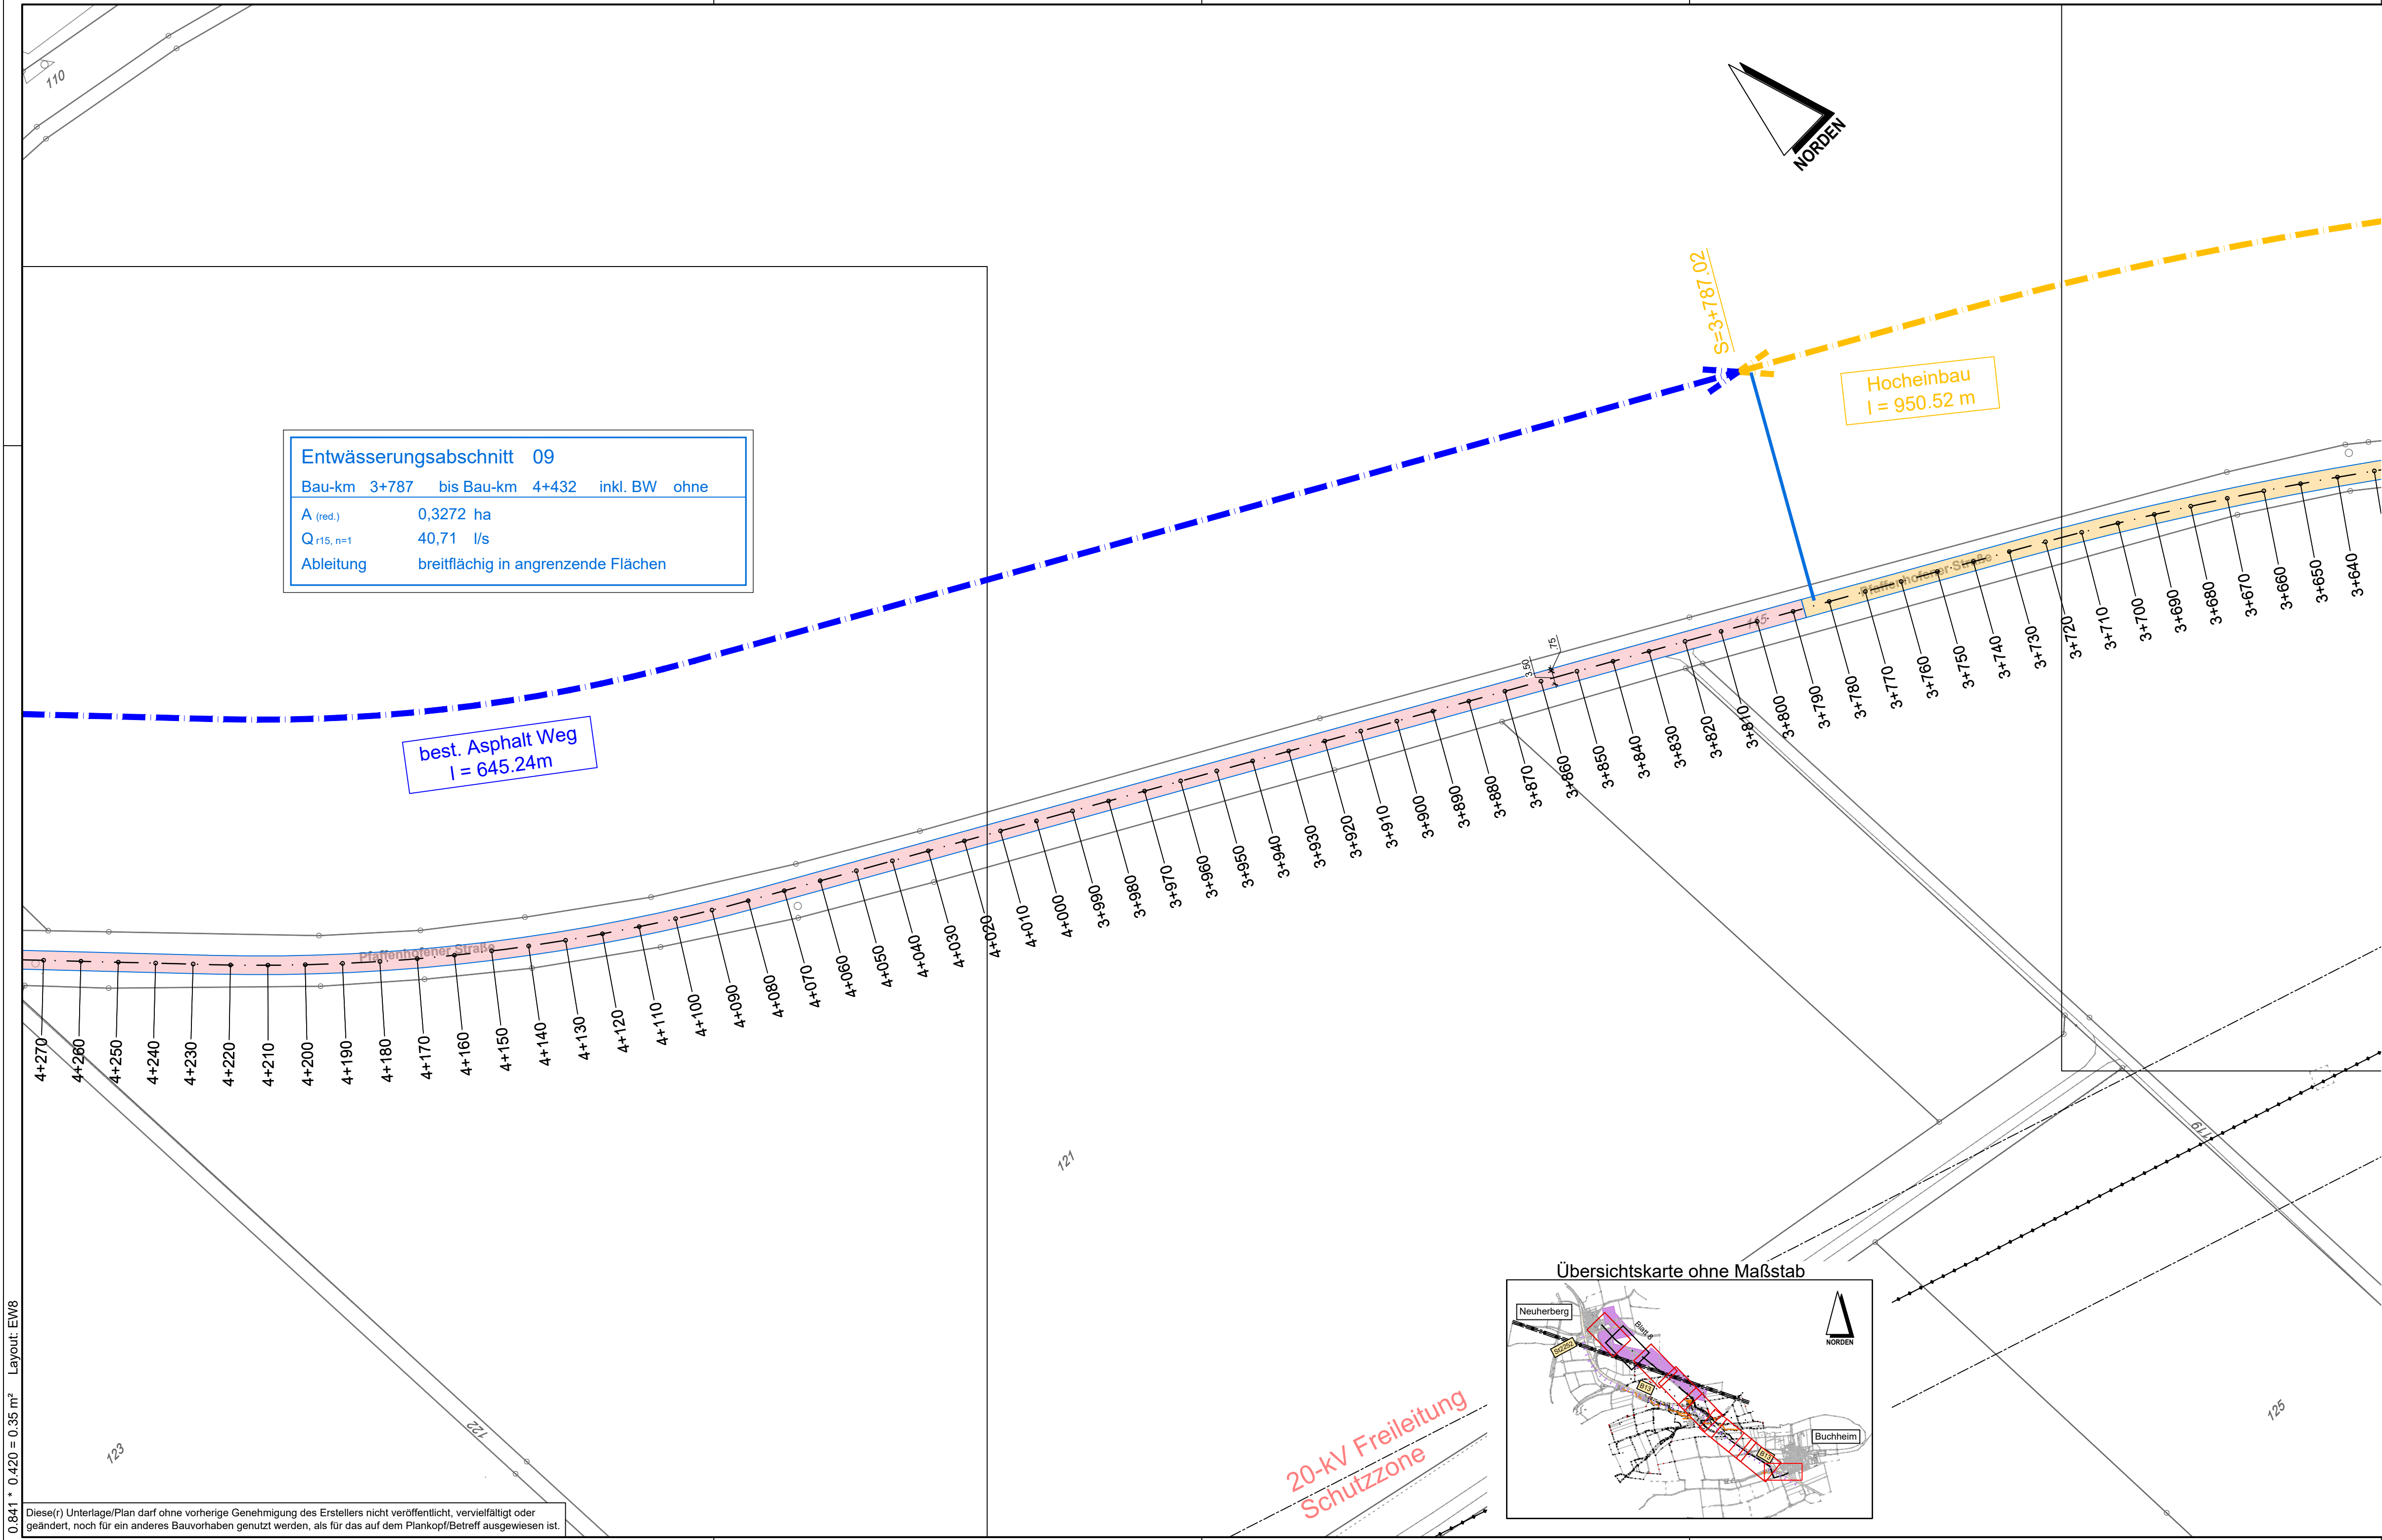 110
NORDEN
S=3+787.02
Hocheinbau
l = 950.52 m
Entwässerungsabschnitt 09
Bau-km 3+787 bis Bau-km 4+432 inkl. BW ohne
A (red.) 0,3272 ha
Q r15, n=1 40,71 l/s
Ableitung breitflächig in angrenzende Flächen
best. Asphalt Weg
l = 645.24m
Pfaffenhofener Straße
115
3.50
.75
Pfaffenhofener Straße
4+270
4+260
4+250
4+240
4+230
4+220
4+210
4+200
4+190
4+180
4+170
4+160
4+150
4+140
4+130
4+120
4+110
4+100
4+090
4+080
4+070
4+060
4+050
4+040
4+030
4+020
4+010
4+000
3+990
3+980
3+970
3+960
3+950
3+940
3+930
3+920
3+910
3+900
3+890
3+880
3+870
3+860
3+850
3+840
3+830
3+820
3+810
3+800
3+790
3+780
3+770
3+760
3+750
3+740
3+730
3+720
3+710
3+700
3+690
3+680
3+670
3+660
3+650
3+640
121
119
125
122
123
20-kV Freileitung
Schutzzone
Übersichtskarte ohne Maßstab
Neuherberg
Blatt 8
NORDEN
St2252
B13
B13
Buchheim
Diese(r) Unterlage/Plan darf ohne vorherige Genehmigung des Erstellers nicht veröffentlicht, vervielfältigt oder
geändert, noch für ein anderes Bauvorhaben genutzt werden, als für das auf dem Plankopf/Betreff ausgewiesen ist.
0.841 * 0.420 = 0.35 m² Layout: EW8